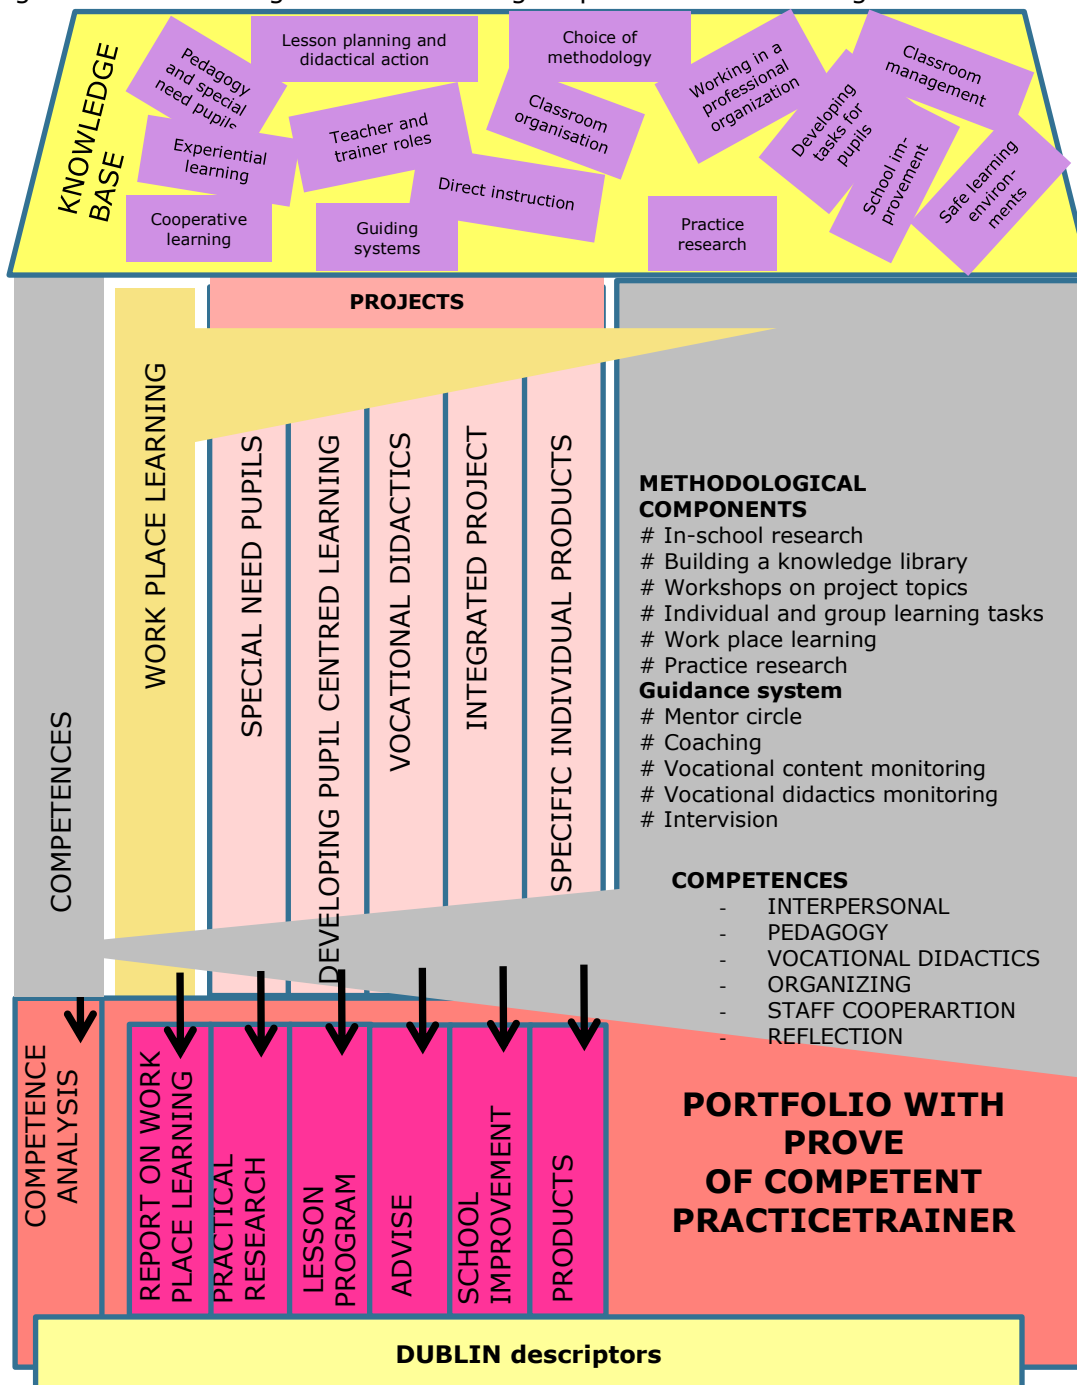 KNOWLEDGE
BASE
Pedagogy
and special
need pupils
Lesson planning and
didactical action
Choice of
methodology
Working in a
professional
organization
Classroom
management
Experiential
learning
Teacher and
trainer roles
Classroom
organisation
Developing
tasks for
pupils
School im-
provement
Safe learning
environ-
ments
Direct instruction
Cooperative
learning
Guiding
systems
Practice
research
PROJECTS
COMPETENCES
WORK PLACE LEARNING
SPECIAL NEED PUPILS
DEVELOPING PUPIL CENTRED LEARNING
VOCATIONAL DIDACTICS
INTEGRATED PROJECT
SPECIFIC INDIVIDUAL PRODUCTS
METHODOLOGICAL
COMPONENTS
# In-school research
# Building a knowledge library
# Workshops on project topics
# Individual and group learning tasks
# Work place learning
# Practice research
Guidance system
# Mentor circle
# Coaching
# Vocational content monitoring
# Vocational didactics monitoring
# Intervision
COMPETENCES
- INTERPERSONAL
- PEDAGOGY
- VOCATIONAL DIDACTICS
- ORGANIZING
- STAFF COOPERARTION
- REFLECTION
COMPETENCE
ANALYSIS
REPORT ON WORK
PLACE LEARNING
PRACTICAL
RESEARCH
LESSON
PROGRAM
ADVISE
SCHOOL
IMPROVEMENT
PRODUCTS
PORTFOLIO WITH
PROVE
OF COMPETENT
PRACTICETRAINER
DUBLIN descriptors